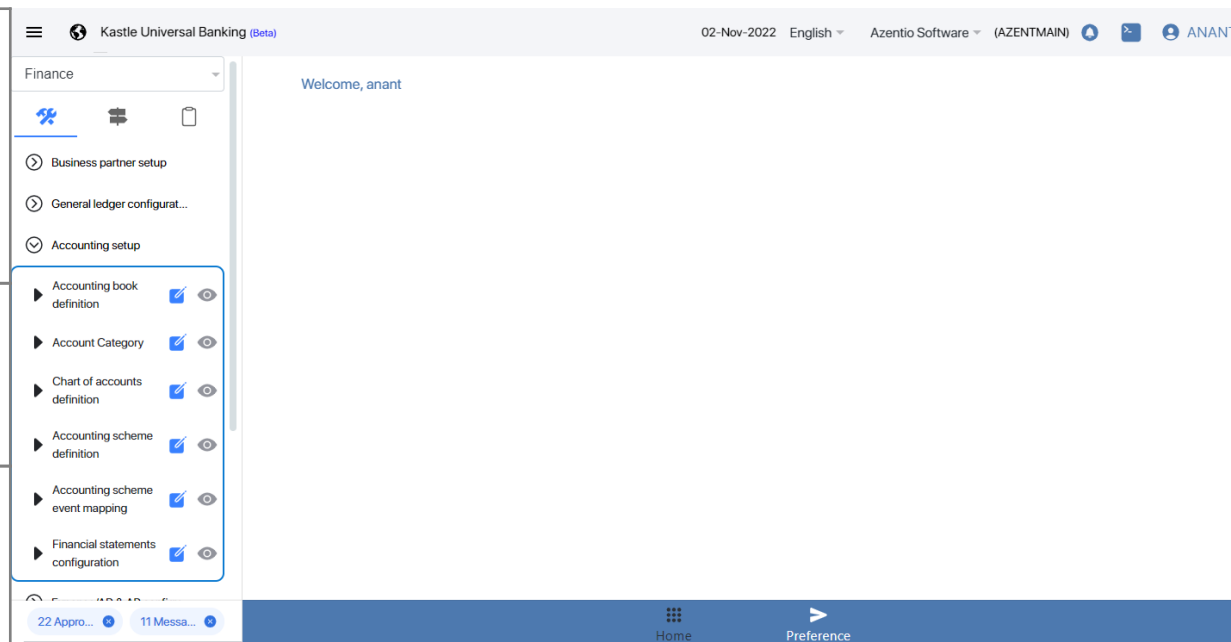 Kastle Universal Banking (Beta)
02-Nov-2022 English Azentio Software (AZENTMAIN) ANANT
Finance
Welcome, anant
Business partner setup
General ledger configurat...
Accounting setup
Accounting book
definition
Account Category
Chart of accounts
definition
Accounting scheme
definition
Accounting scheme
event mapping
Financial statements
configuration
22 Appro... 11 Messa...
Home Preference